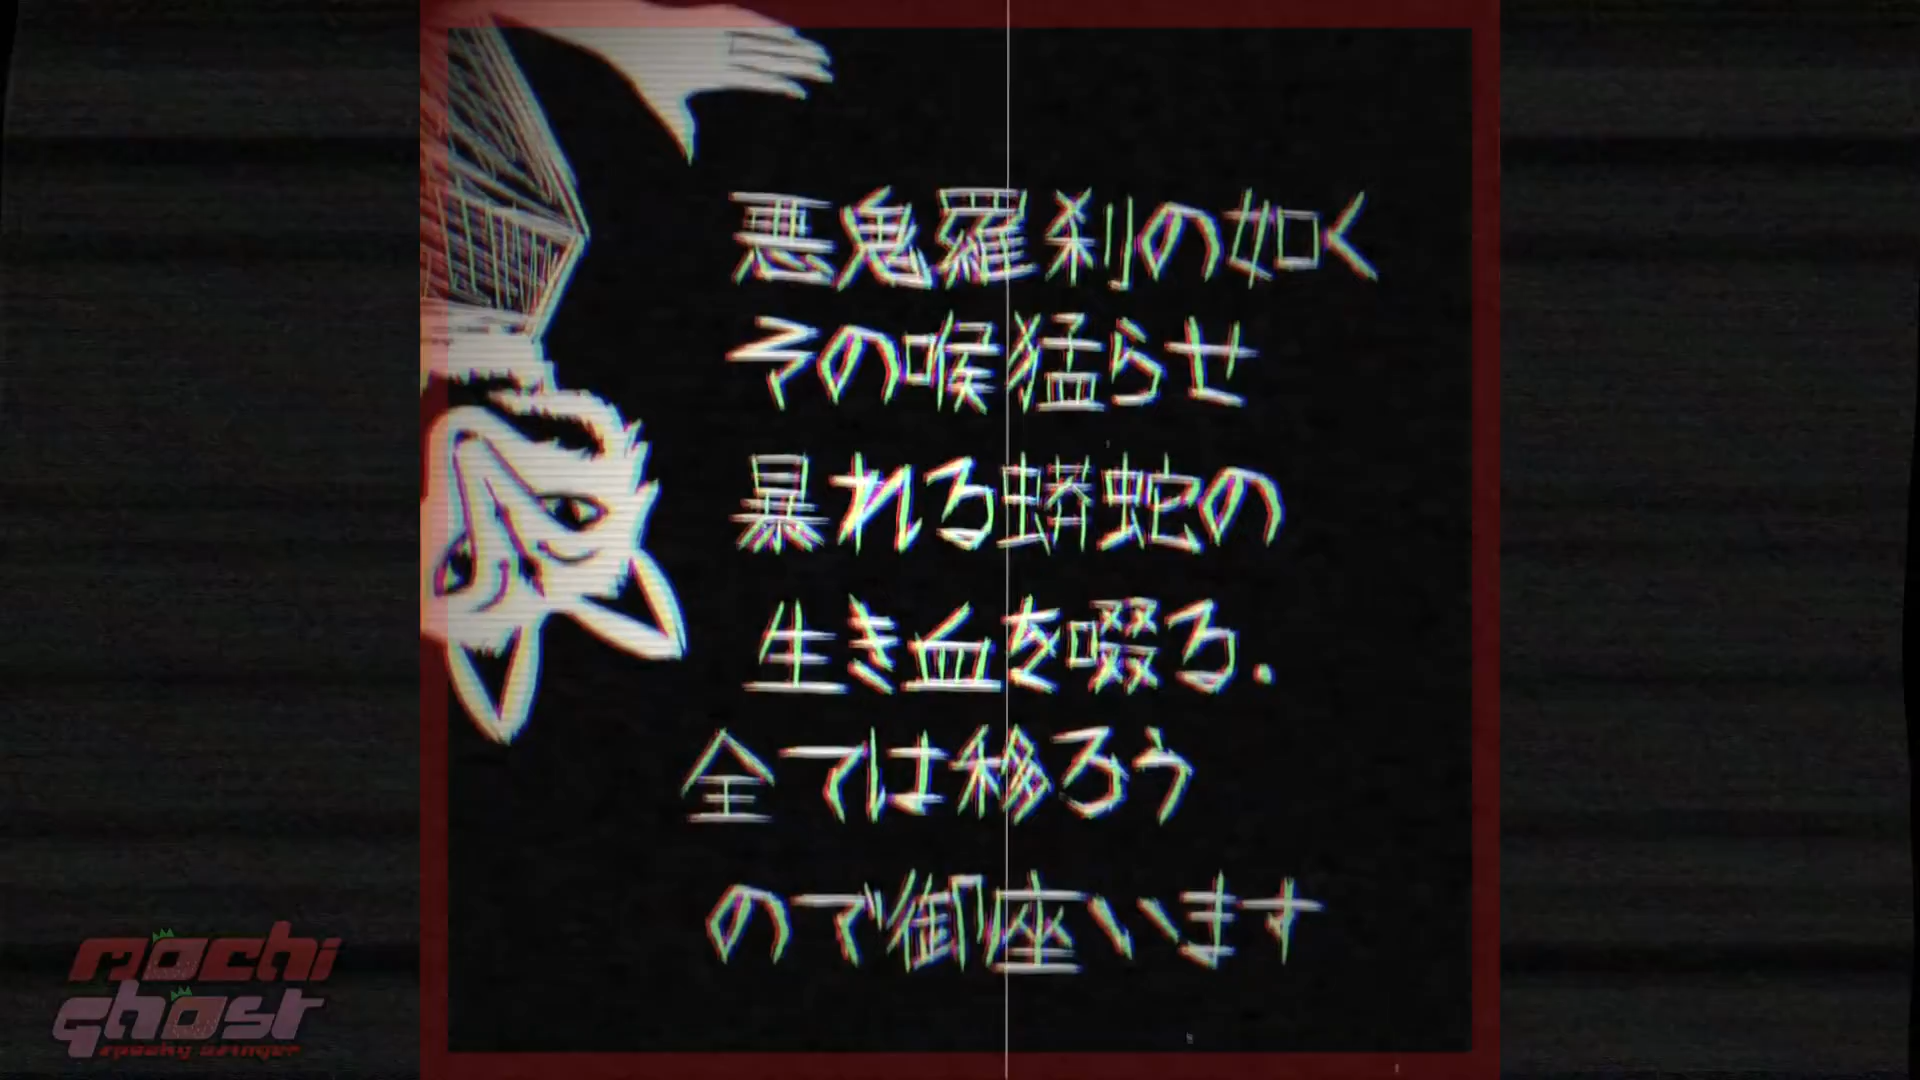 悪鬼羅刹の如く
その喉猛らせ
暴れる蟒蛇の
生き血を啜る.
全ては移ろう
ので御座います
mochi
ghost
spooky bringer